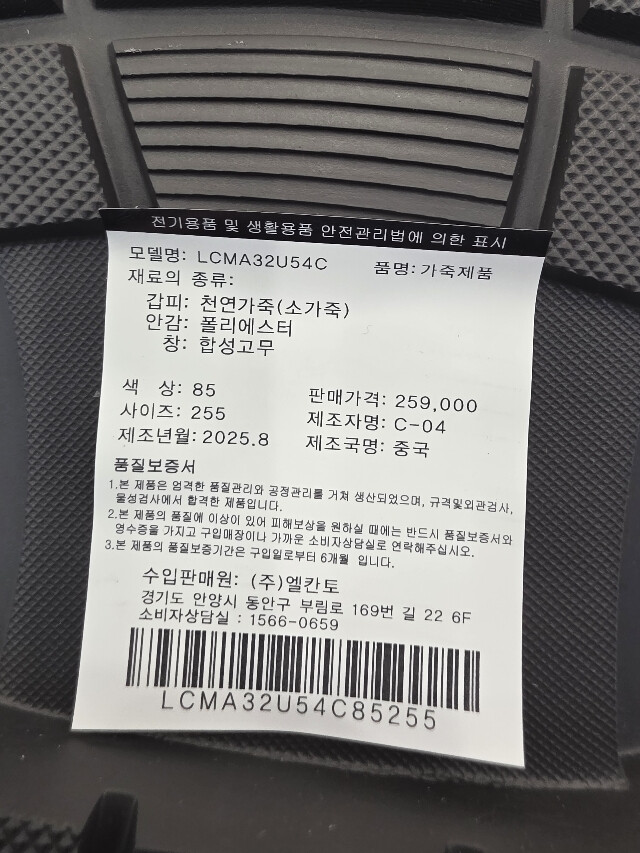 전기용품 및 생활용품 안전관리법에 의한 표시
모델명: LCMA32U54C 품명: 가죽제품
재료의 종류:
갑피: 천연가죽(소가죽)
안감: 폴리에스터
창: 합성고무
색 상: 85 판매가격: 259,000
사이즈: 255 제조자명: C-04
제조년월: 2025.8 제조국명: 중국
품질보증서
1.본 제품은 엄격한 품질관리와 공정관리를 거쳐 생산되었으며, 규격및외관검사,
물성검사에서 합격한 제품입니다.
2.본 제품의 품질에 이상이 있어 피해보상을 원하실 때에는 반드시 품질보증서와
영수증을 가지고 구입매장이나 가까운 소비자상담실로 연락해주십시오.
3.본 제품의 품질보증기간은 구입일로부터 6개월 입니다.
수입판매원: (주)엘칸토
경기도 안양시 동안구 부림로 169번 길 22 6F
소비자상담실 : 1566-0659
LCMA32U54C85255